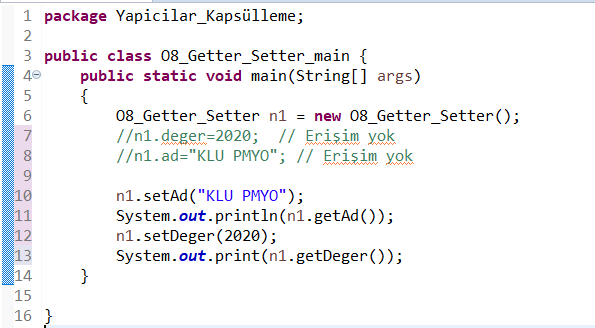 1 package Yapicilar_Kapsülleme;
2
3 public class O8_Getter_Setter_main {
4 public static void main(String[] args)
5 {
6 O8_Getter_Setter n1 = new O8_Getter_Setter();
7 //n1.deger=2020; // Erişim yok
8 //n1.ad="KLU PMYO"; // Erişim yok
9
10 n1.setAd("KLU PMYO");
11 System.out.println(n1.getAd());
12 n1.setDeger(2020);
13 System.out.print(n1.getDeger());
14 }
15
16 }